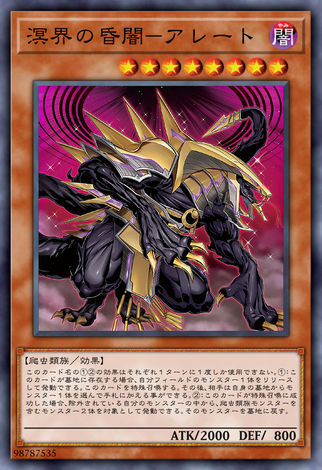 溟界の昏闇－アレート
やみ
闇
【爬虫類族／効果】
このカード名の①②の効果はそれぞれ１ターンに１度しか使用できない。①：こ
のカードが墓地に存在する場合、自分フィールドのモンスター１体をリリース
して発動できる。このカードを特殊召喚する。その後、相手は自身の墓地からモ
ンスター１体を選んで手札に加える事ができる。②：このカードが特殊召喚に成
功した場合、除外されている自分のモンスターの中から、爬虫類族モンスターを
含むモンスター２体を対象として発動できる。そのモンスターを墓地に戻す。
ATK/2000 DEF/ 800
98787535